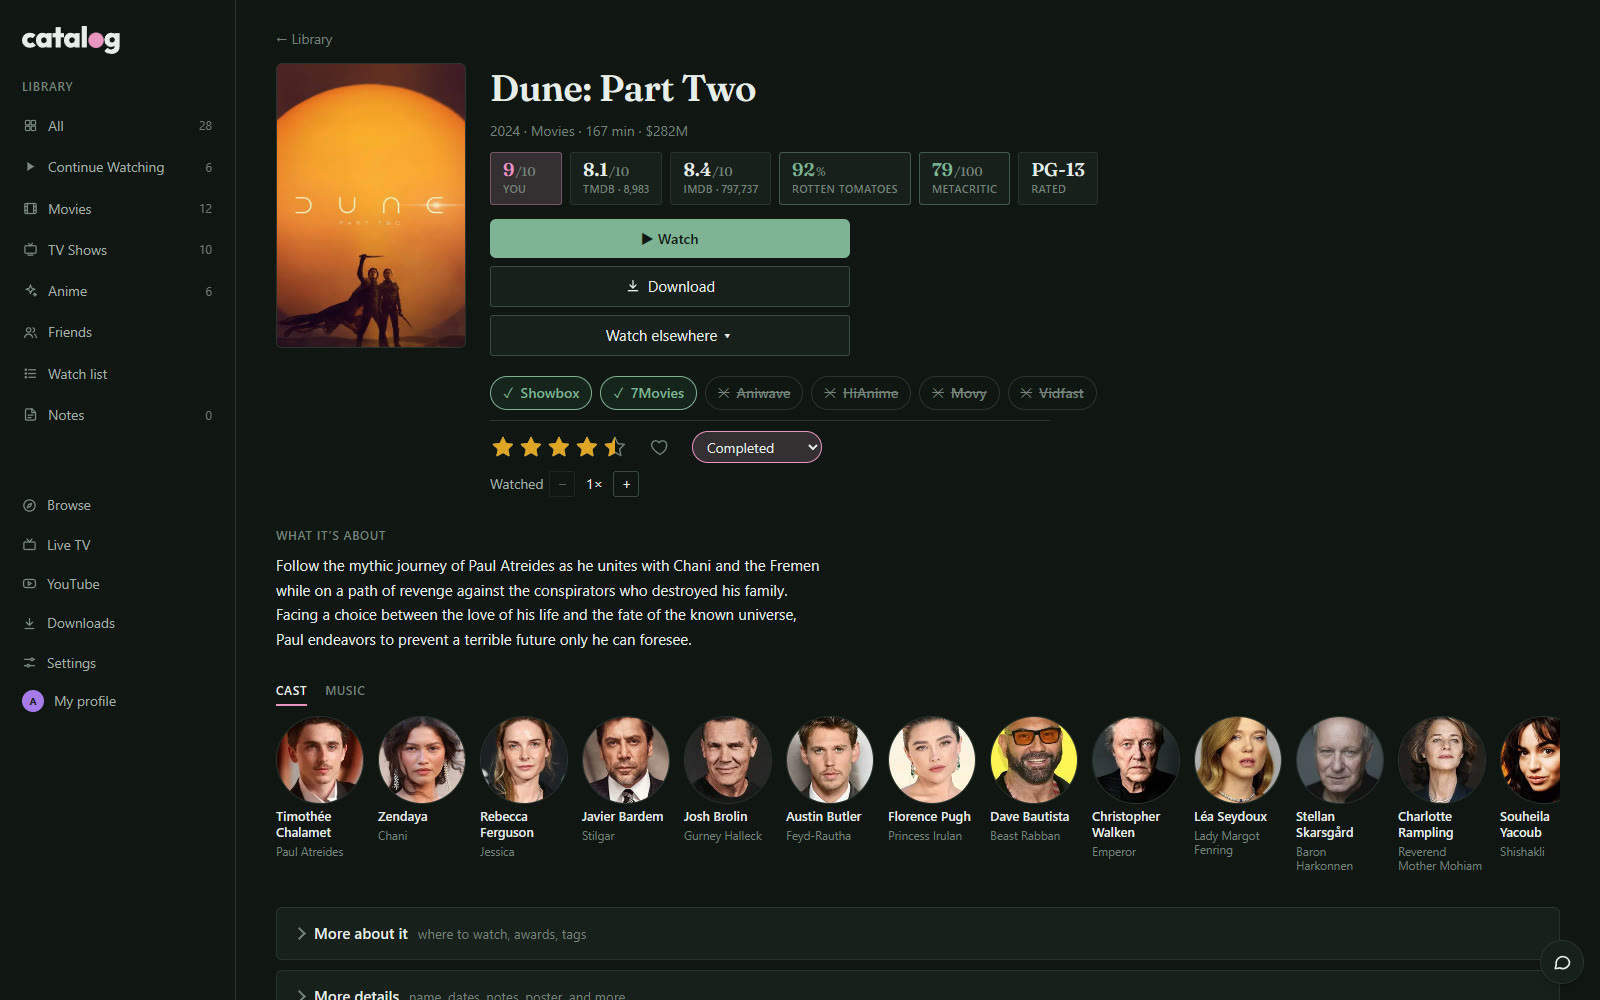 catalog
LIBRARY
All 28
Continue Watching 6
Movies 12
TV Shows 10
Anime 6
Friends
Watch list
Notes 0
Browse
Live TV
YouTube
Downloads
Settings
A My profile
← Library
DUNE
PART TWO
Dune: Part Two
2024 · Movies · 167 min · $282M
9/10
YOU
8.1/10
TMDB · 8,983
8.4/10
IMDB · 797,737
92%
ROTTEN TOMATOES
79/100
METACRITIC
PG-13
RATED
▶ Watch
Download
Watch elsewhere ▾
✓ Showbox ✓ 7Movies ✕ Aniwave ✕ HiAnime ✕ Movy ✕ Vidfast
Completed
Watched − 1× +
WHAT IT'S ABOUT
Follow the mythic journey of Paul Atreides as he unites with Chani and the Fremen
while on a path of revenge against the conspirators who destroyed his family.
Facing a choice between the love of his life and the fate of the known universe,
Paul endeavors to prevent a terrible future only he can foresee.
CAST MUSIC
Timothée
Chalamet
Paul Atreides
Zendaya
Chani
Rebecca
Ferguson
Jessica
Javier Bardem
Stilgar
Josh Brolin
Gurney Halleck
Austin Butler
Feyd-Rautha
Florence Pugh
Princess Irulan
Dave Bautista
Beast Rabban
Christopher
Walken
Emperor
Léa Seydoux
Lady Margot
Fenring
Stellan
Skarsgård
Baron
Harkonnen
Charlotte
Rampling
Reverend
Mother Mohiam
Souheila
Yacoub
Shishakli
More about it where to watch, awards, tags
More details name, dates, notes, poster, and more